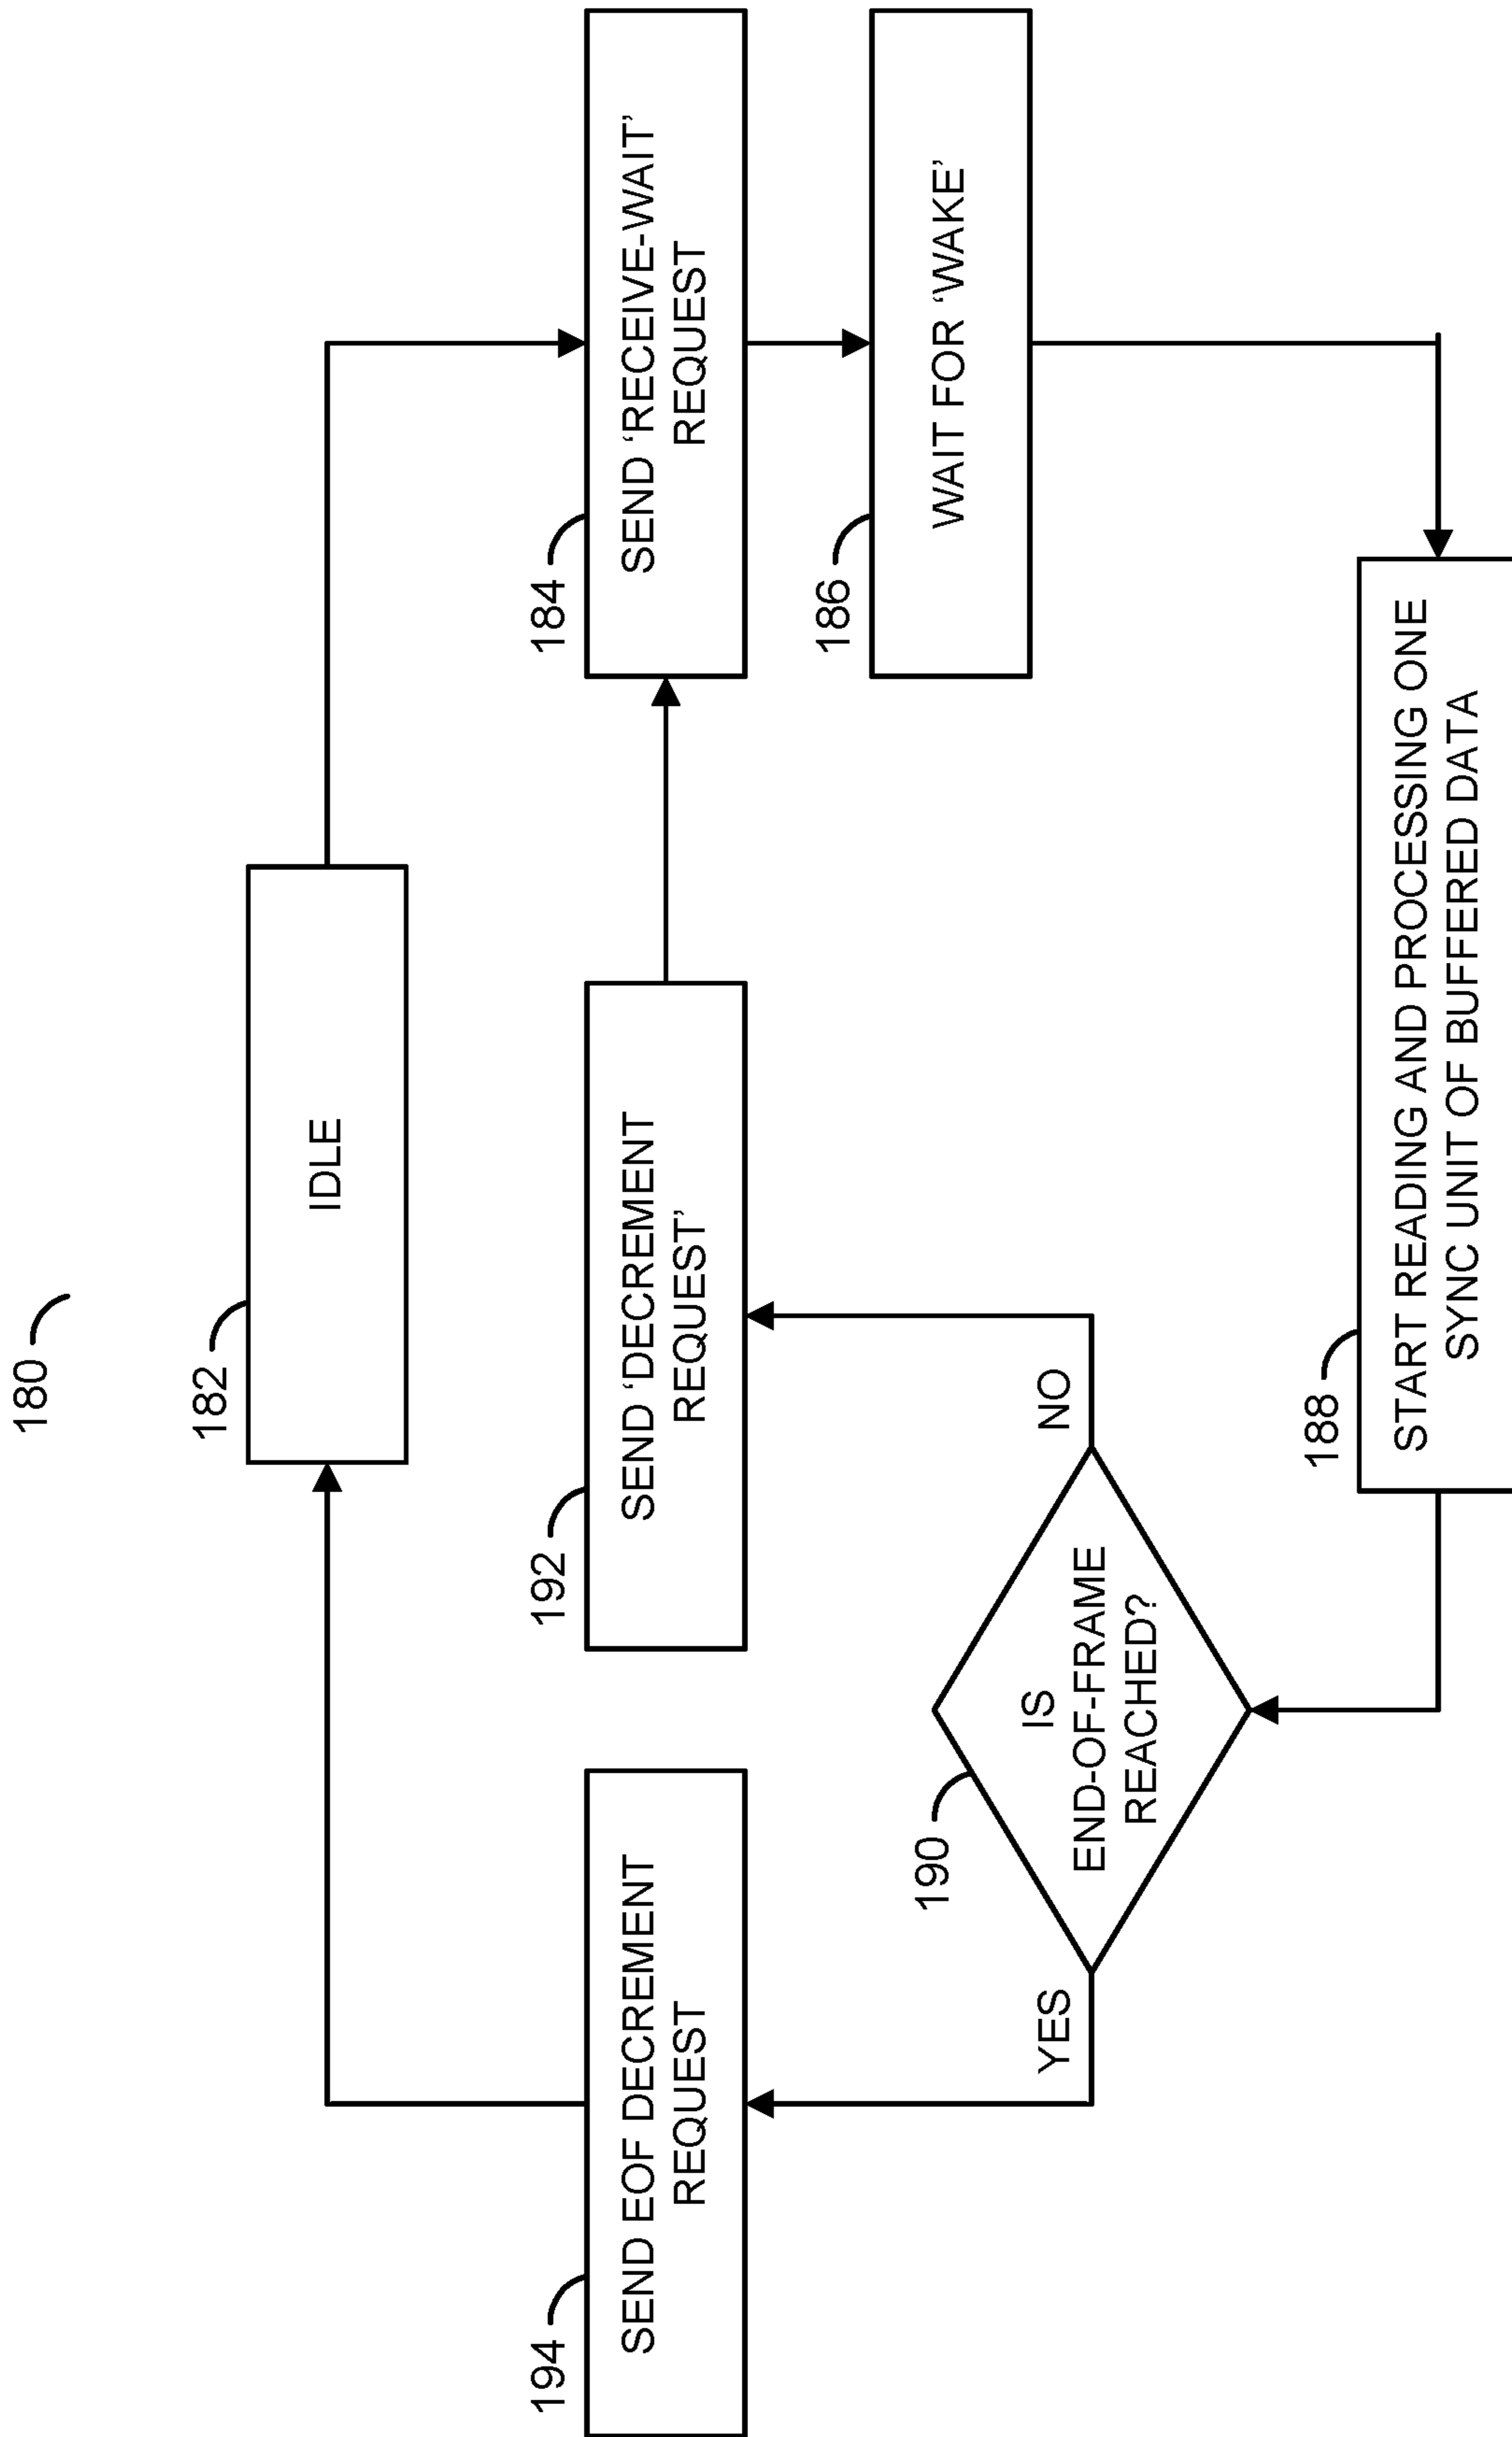 180
182
IDLE
194
SEND EOF DECREMENT
REQUEST
192
SEND ‘DECREMENT
REQUEST’
184
SEND ‘RECEIVE-WAIT’
REQUEST
190
IS
END-OF-FRAME
REACHED?
YES
NO
186
WAIT FOR ‘WAKE’
188
START READING AND PROCESSING ONE
SYNC UNIT OF BUFFERED DATA